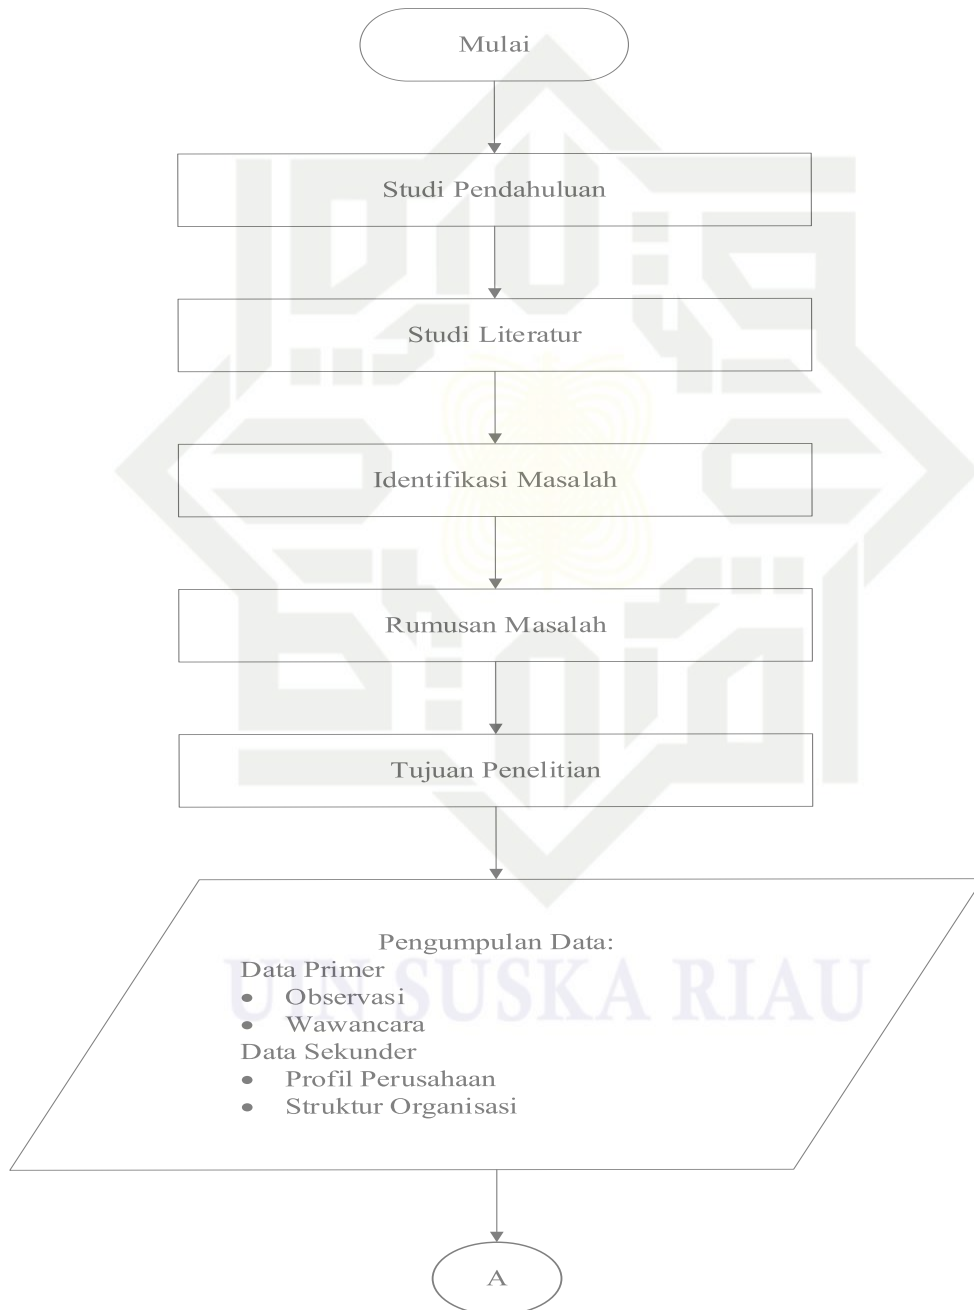 Mulai
Studi Pendahuluan
Studi Literatur
Identifikasi Masalah
Rumusan Masalah
Tujuan Penelitian
Pengumpulan Data:
Data Primer
• Observasi
• Wawancara
Data Sekunder
• Profil Perusahaan
• Struktur Organisasi
UIN SUSKA RIAU
A